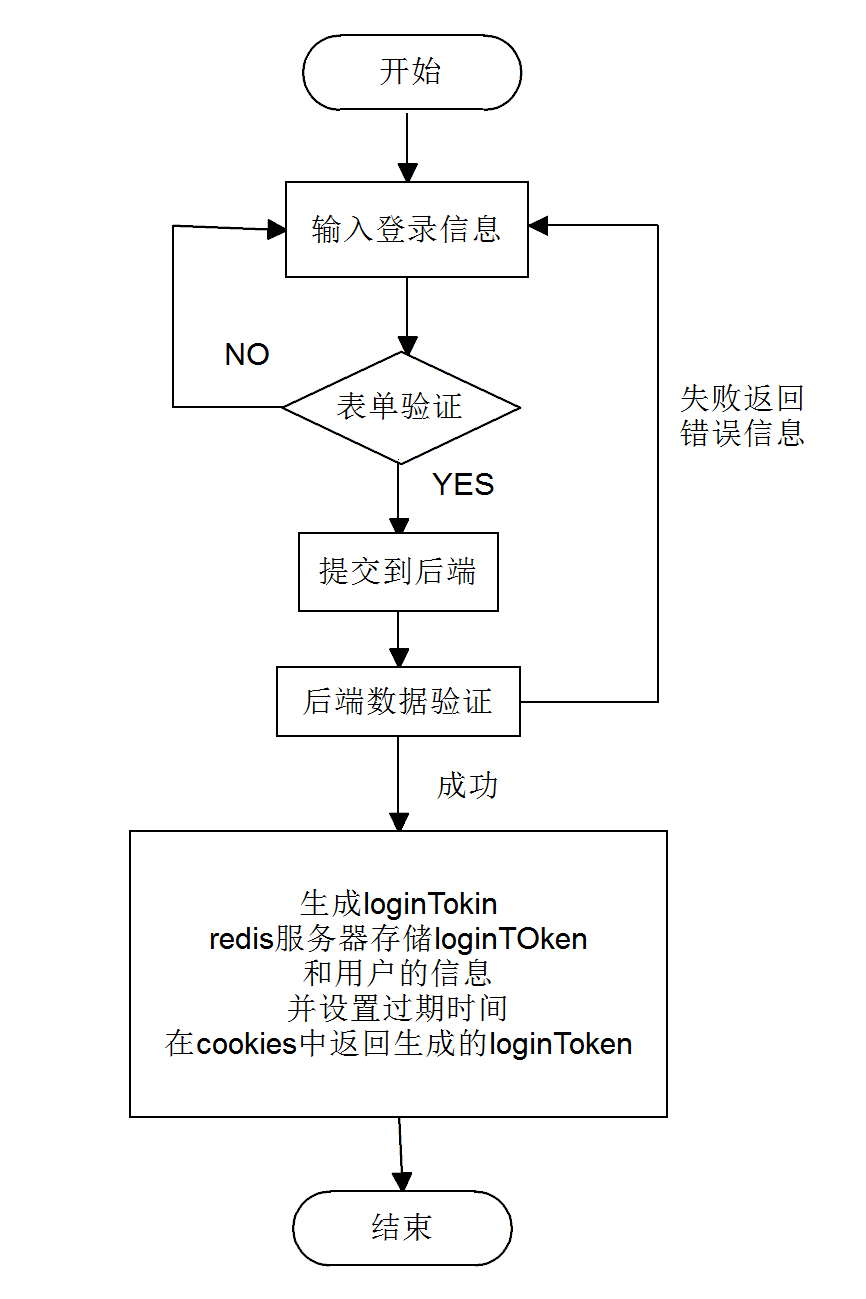 开始
输入登录信息
NO
表单验证
失败返回
错误信息
YES
提交到后端
后端数据验证
成功
生成loginTokin
redis服务器存储loginTOken
和用户的信息
并设置过期时间
在cookies中返回生成的loginToken
结束